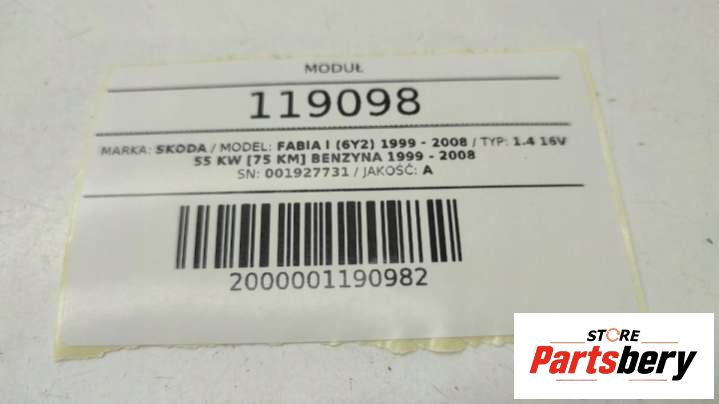 MODUŁ
119098
MARKA: SKODA / MODEL: FABIA I (6Y2) 1999 - 2008 / TYP: 1.4 16V
55 KW [75 KM] BENZYNA 1999 - 2008
SN: 001927731 / JAKOŚĆ: A
2000001190982
STORE
Partsbery